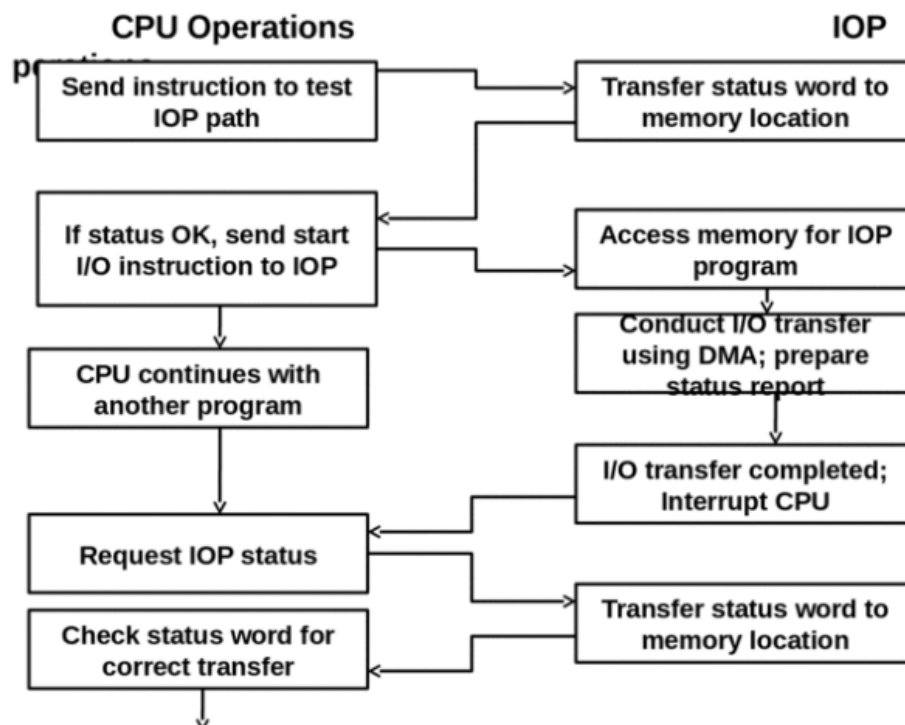 CPU Operations
IOP
Send instruction to test
IOP path
Transfer status word to
memory location
If status OK, send start
I/O instruction to IOP
Access memory for IOP
program
Conduct I/O transfer
using DMA; prepare
status report
CPU continues with
another program
I/O transfer completed;
Interrupt CPU
Request IOP status
Transfer status word to
memory location
Check status word for
correct transfer